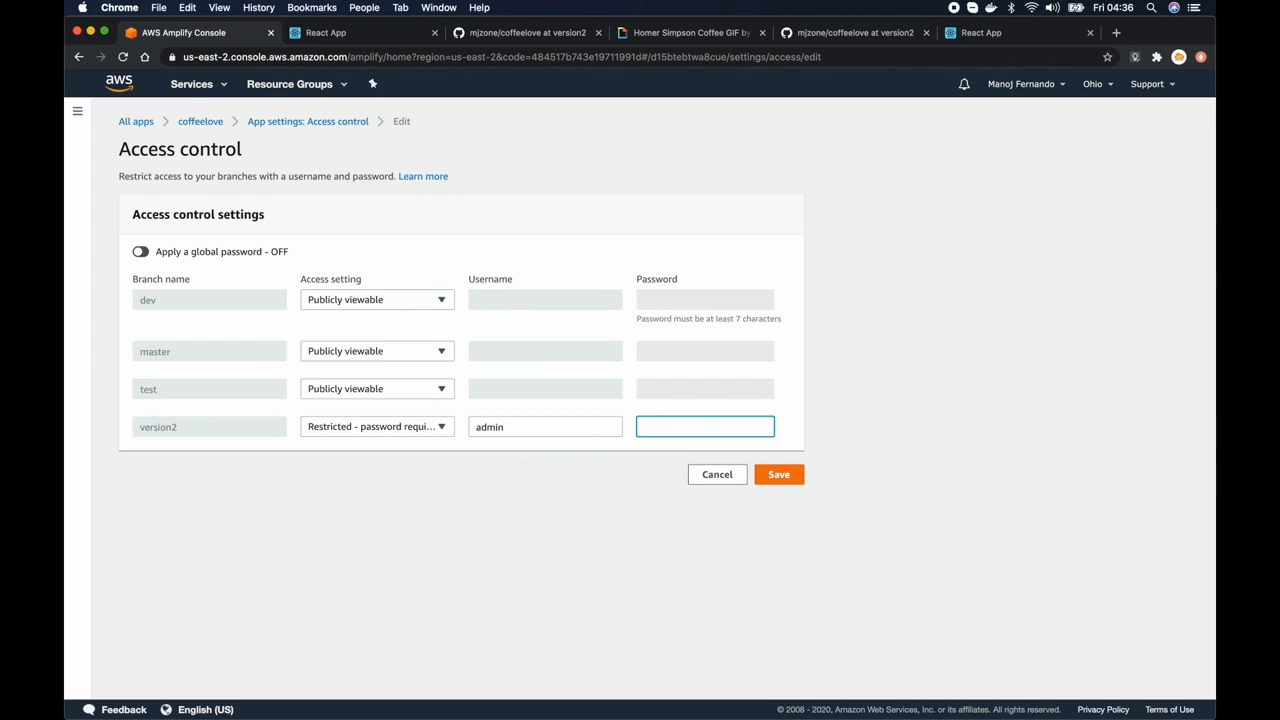 Chrome File Edit View History Bookmarks People Tab Window Help Fri 04:36
AWS Amplify Console React App mjzone/coffeelove at version2 Homer Simpson Coffee GIF by mjzone/coffeelove at version2 React App
us-east-2.console.aws.amazon.com/amplify/home?region=us-east-2&code=484517b743e19711991d#/d15btebtwa8cue/settings/access/edit
aws Services Resource Groups Manoj Fernando Ohio Support
All apps coffeelove App settings: Access control Edit
Access control
Restrict access to your branches with a username and password. Learn more
Access control settings
Apply a global password - OFF
Branch name Access setting Username Password
dev Publicly viewable
Password must be at least 7 characters
master Publicly viewable
test Publicly viewable
version2 Restricted - password requi... admin
Cancel Save
Feedback English (US) © 2008 - 2020, Amazon Web Services, Inc. or its affiliates. All rights reserved. Privacy Policy Terms of Use